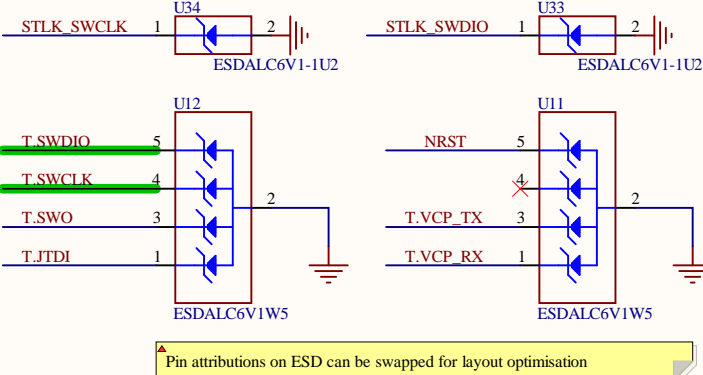 U34
STLK_SWCLK 1 2
ESDALC6V1-1U2
U33
STLK_SWDIO 1 2
ESDALC6V1-1U2
U12
T.SWDIO 5
T.SWCLK 4
2
T.SWO 3
T.JTDI 1
ESDALC6V1W5
U11
NRST 5
4
2
T.VCP_TX 3
T.VCP_RX 1
ESDALC6V1W5
Pin attributions on ESD can be swapped for layout optimisation